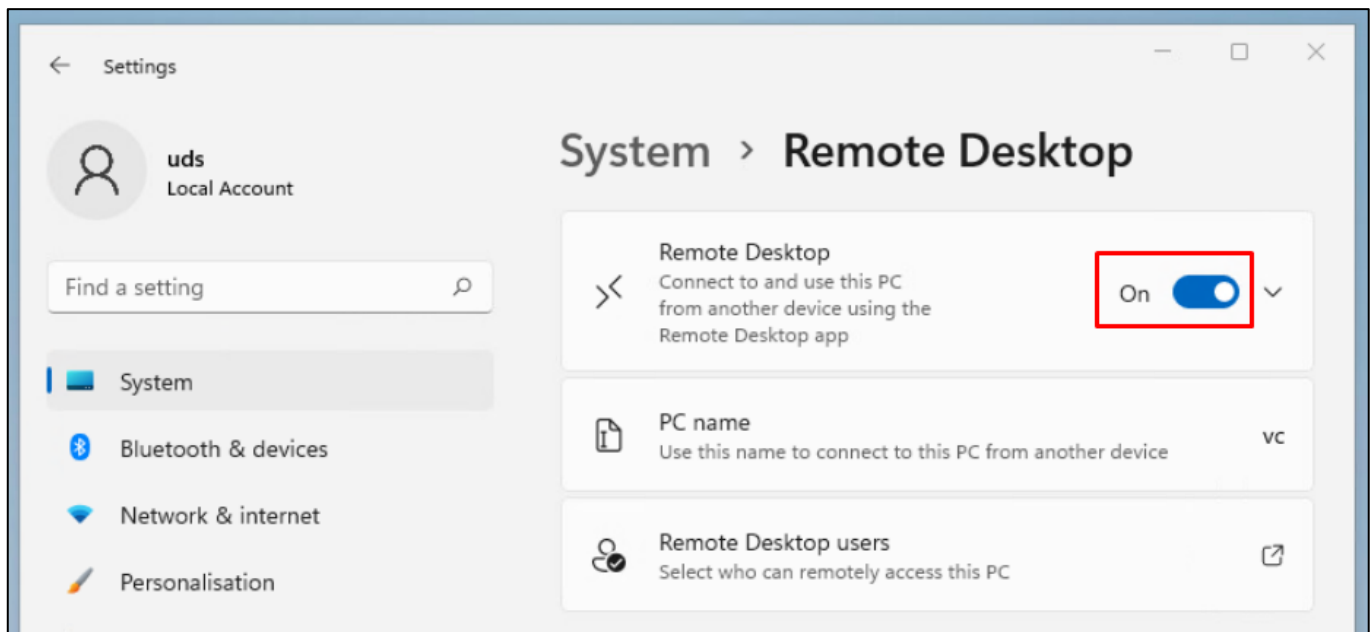 Settings
uds
Local Account
Find a setting
System
Bluetooth & devices
Network & internet
Personalisation
System > Remote Desktop
Remote Desktop
Connect to and use this PC
from another device using the
Remote Desktop app
On
PC name
Use this name to connect to this PC from another device
vc
Remote Desktop users
Select who can remotely access this PC